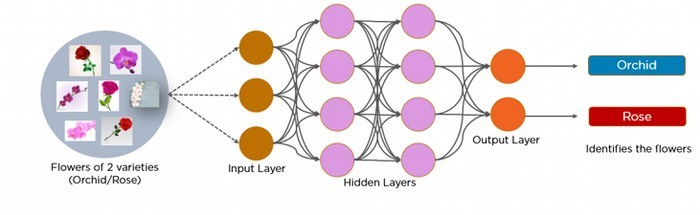 Flowers of 2 varieties
(Orchid/Rose)
Input Layer
Hidden Layers
Output Layer
Orchid
Rose
Identifies the flowers